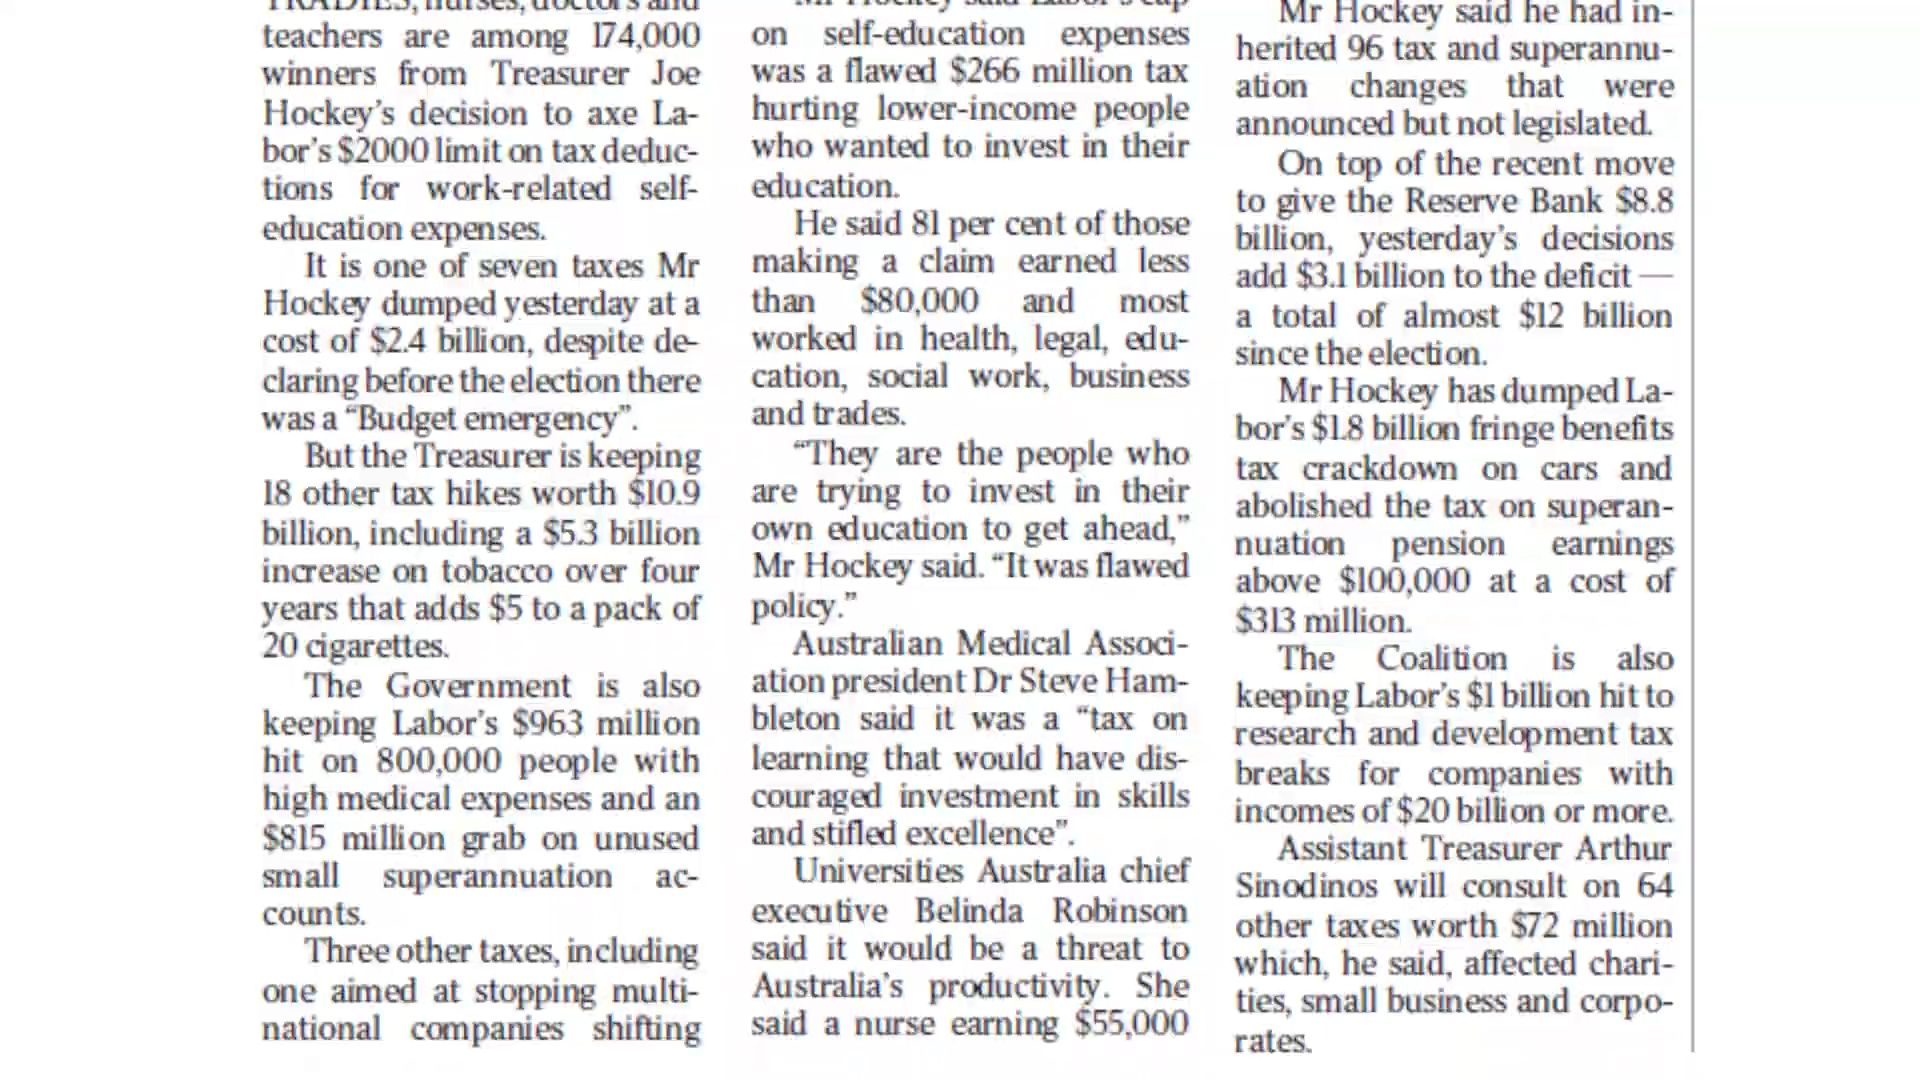 TRADIES, nurses, doctors and
teachers are among 174,000
winners from Treasurer Joe
Hockey’s decision to axe La-
bor’s $2000 limit on tax deduc-
tions for work-related self-
education expenses.
It is one of seven taxes Mr
Hockey dumped yesterday at a
cost of $2.4 billion, despite de-
claring before the election there
was a “Budget emergency”.
But the Treasurer is keeping
18 other tax hikes worth $10.9
billion, including a $5.3 billion
increase on tobacco over four
years that adds $5 to a pack of
20 cigarettes.
The Government is also
keeping Labor’s $963 million
hit on 800,000 people with
high medical expenses and an
$815 million grab on unused
small superannuation ac-
counts.
Three other taxes, including
one aimed at stopping multi-
national companies shifting
Mr Hockey said Labor’s cap
on self-education expenses
was a flawed $266 million tax
hurting lower-income people
who wanted to invest in their
education.
He said 81 per cent of those
making a claim earned less
than $80,000 and most
worked in health, legal, edu-
cation, social work, business
and trades.
“They are the people who
are trying to invest in their
own education to get ahead,”
Mr Hockey said. “It was flawed
policy.”
Australian Medical Associ-
ation president Dr Steve Ham-
bleton said it was a “tax on
learning that would have dis-
couraged investment in skills
and stifled excellence”.
Universities Australia chief
executive Belinda Robinson
said it would be a threat to
Australia’s productivity. She
said a nurse earning $55,000
Mr Hockey said he had in-
herited 96 tax and superannu-
ation changes that were
announced but not legislated.
On top of the recent move
to give the Reserve Bank $8.8
billion, yesterday’s decisions
add $3.1 billion to the deficit —
a total of almost $12 billion
since the election.
Mr Hockey has dumped La-
bor’s $1.8 billion fringe benefits
tax crackdown on cars and
abolished the tax on superan-
nuation pension earnings
above $100,000 at a cost of
$313 million.
The Coalition is also
keeping Labor’s $1 billion hit to
research and development tax
breaks for companies with
incomes of $20 billion or more.
Assistant Treasurer Arthur
Sinodinos will consult on 64
other taxes worth $72 million
which, he said, affected chari-
ties, small business and corpo-
rates.